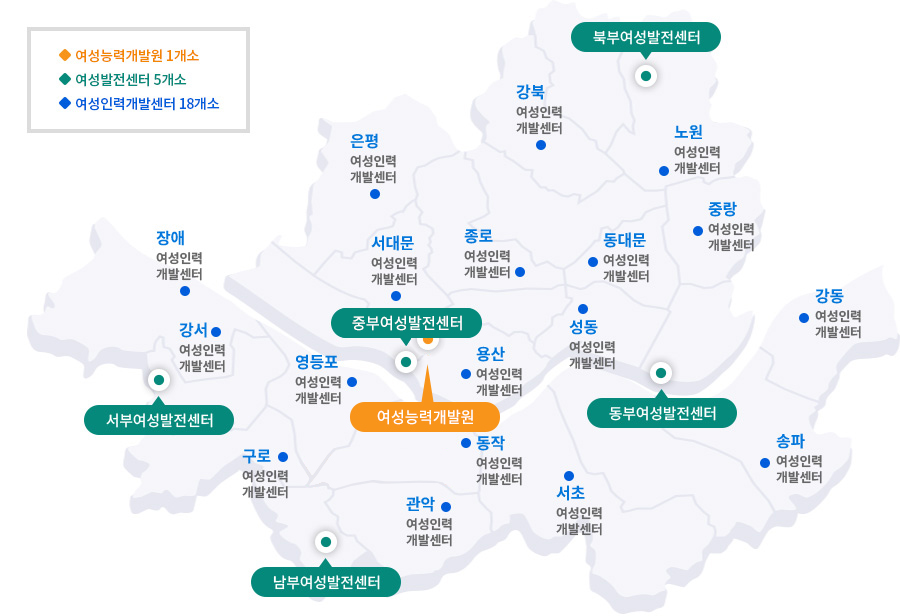 여성능력개발원 1개소
여성발전센터 5개소
여성인력개발센터 18개소
북부여성발전센터
강북
여성인력
개발센터
노원
여성인력
개발센터
은평
여성인력
개발센터
중랑
여성인력
개발센터
장애
여성인력
개발센터
서대문
여성인력
개발센터
종로
여성인력
개발센터
동대문
여성인력
개발센터
강동
여성인력
개발센터
강서
여성인력
개발센터
중부여성발전센터
성동
여성인력
개발센터
영등포
여성인력
개발센터
용산
여성인력
개발센터
서부여성발전센터
여성능력개발원
동부여성발전센터
구로
여성인력
개발센터
동작
여성인력
개발센터
송파
여성인력
개발센터
관악
여성인력
개발센터
서초
여성인력
개발센터
남부여성발전센터